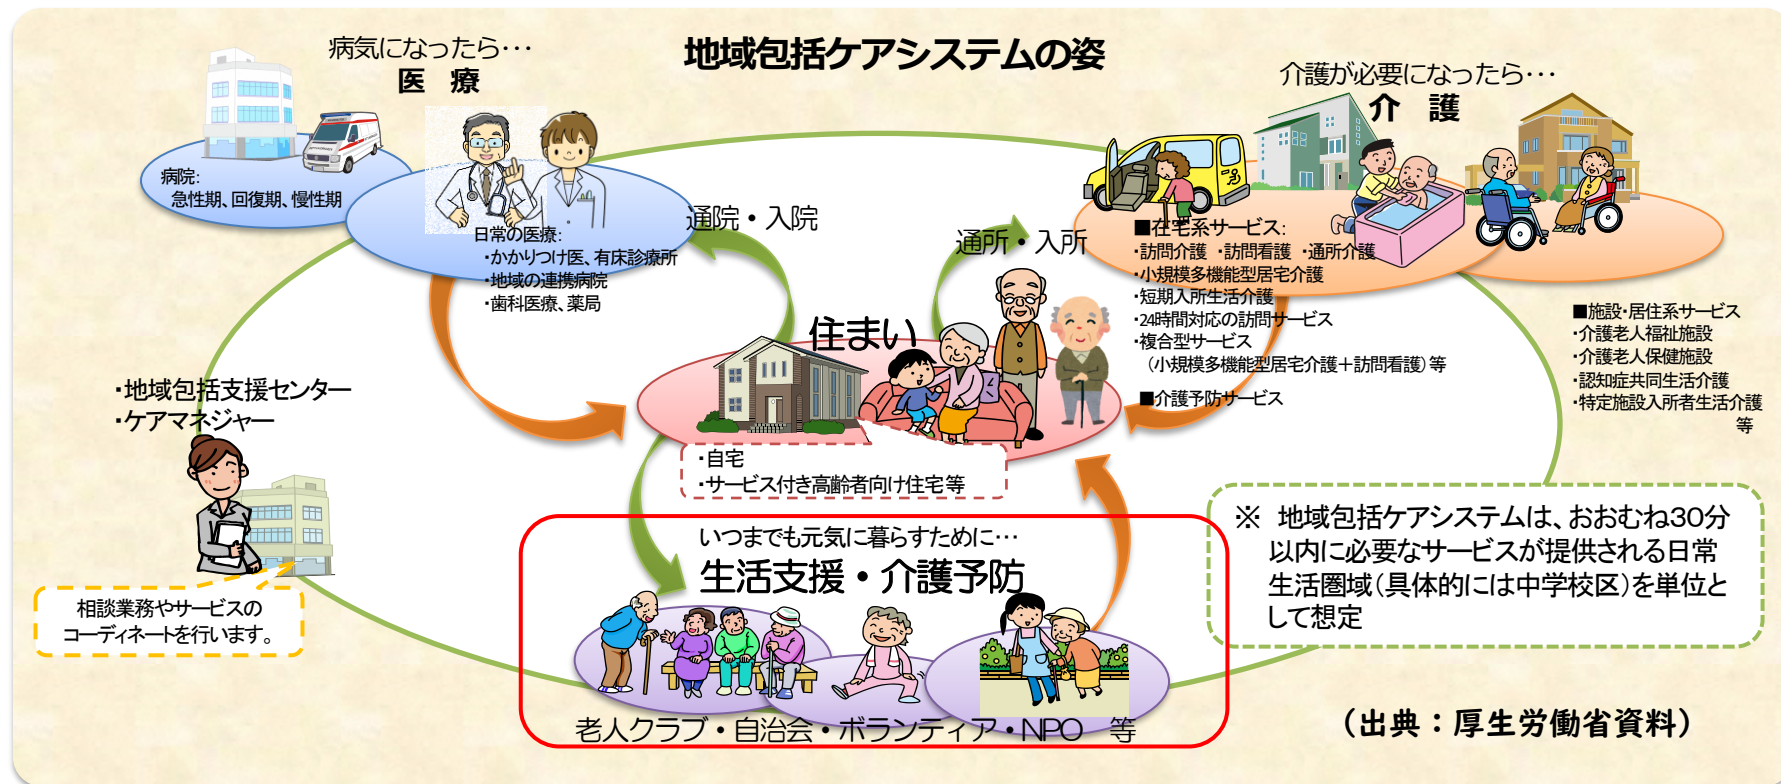 地域包括ケアシステムの姿
病気になったら･･･
医　療
病院:
急性期、回復期、慢性期
日常の医療:
・かかりつけ医、有床診療所
・地域の連携病院
・歯科医療、薬局
通院・入院
通所・入所
介護が必要になったら･･･
介　護
■在宅系サービス:
・訪問介護　・訪問看護　・通所介護
・小規模多機能型居宅介護
・短期入所生活介護
・24時間対応の訪問サービス
・複合型サービス
（小規模多機能型居宅介護＋訪問看護）等
■介護予防サービス
■施設・居住系サービス
・介護老人福祉施設
・介護老人保健施設
・認知症共同生活介護
・特定施設入所者生活介護
等
住まい
・自宅
・サービス付き高齢者向け住宅等
・地域包括支援センター
・ケアマネジャー
相談業務やサービスの
コーディネートを行います。
いつまでも元気に暮らすために･･･
生活支援・介護予防
老人クラブ・自治会・ボランティア・NPO　等
※　地域包括ケアシステムは、おおむね30分
以内に必要なサービスが提供される日常
生活圏域（具体的には中学校区）を単位と
して想定
（出典：厚生労働省資料）